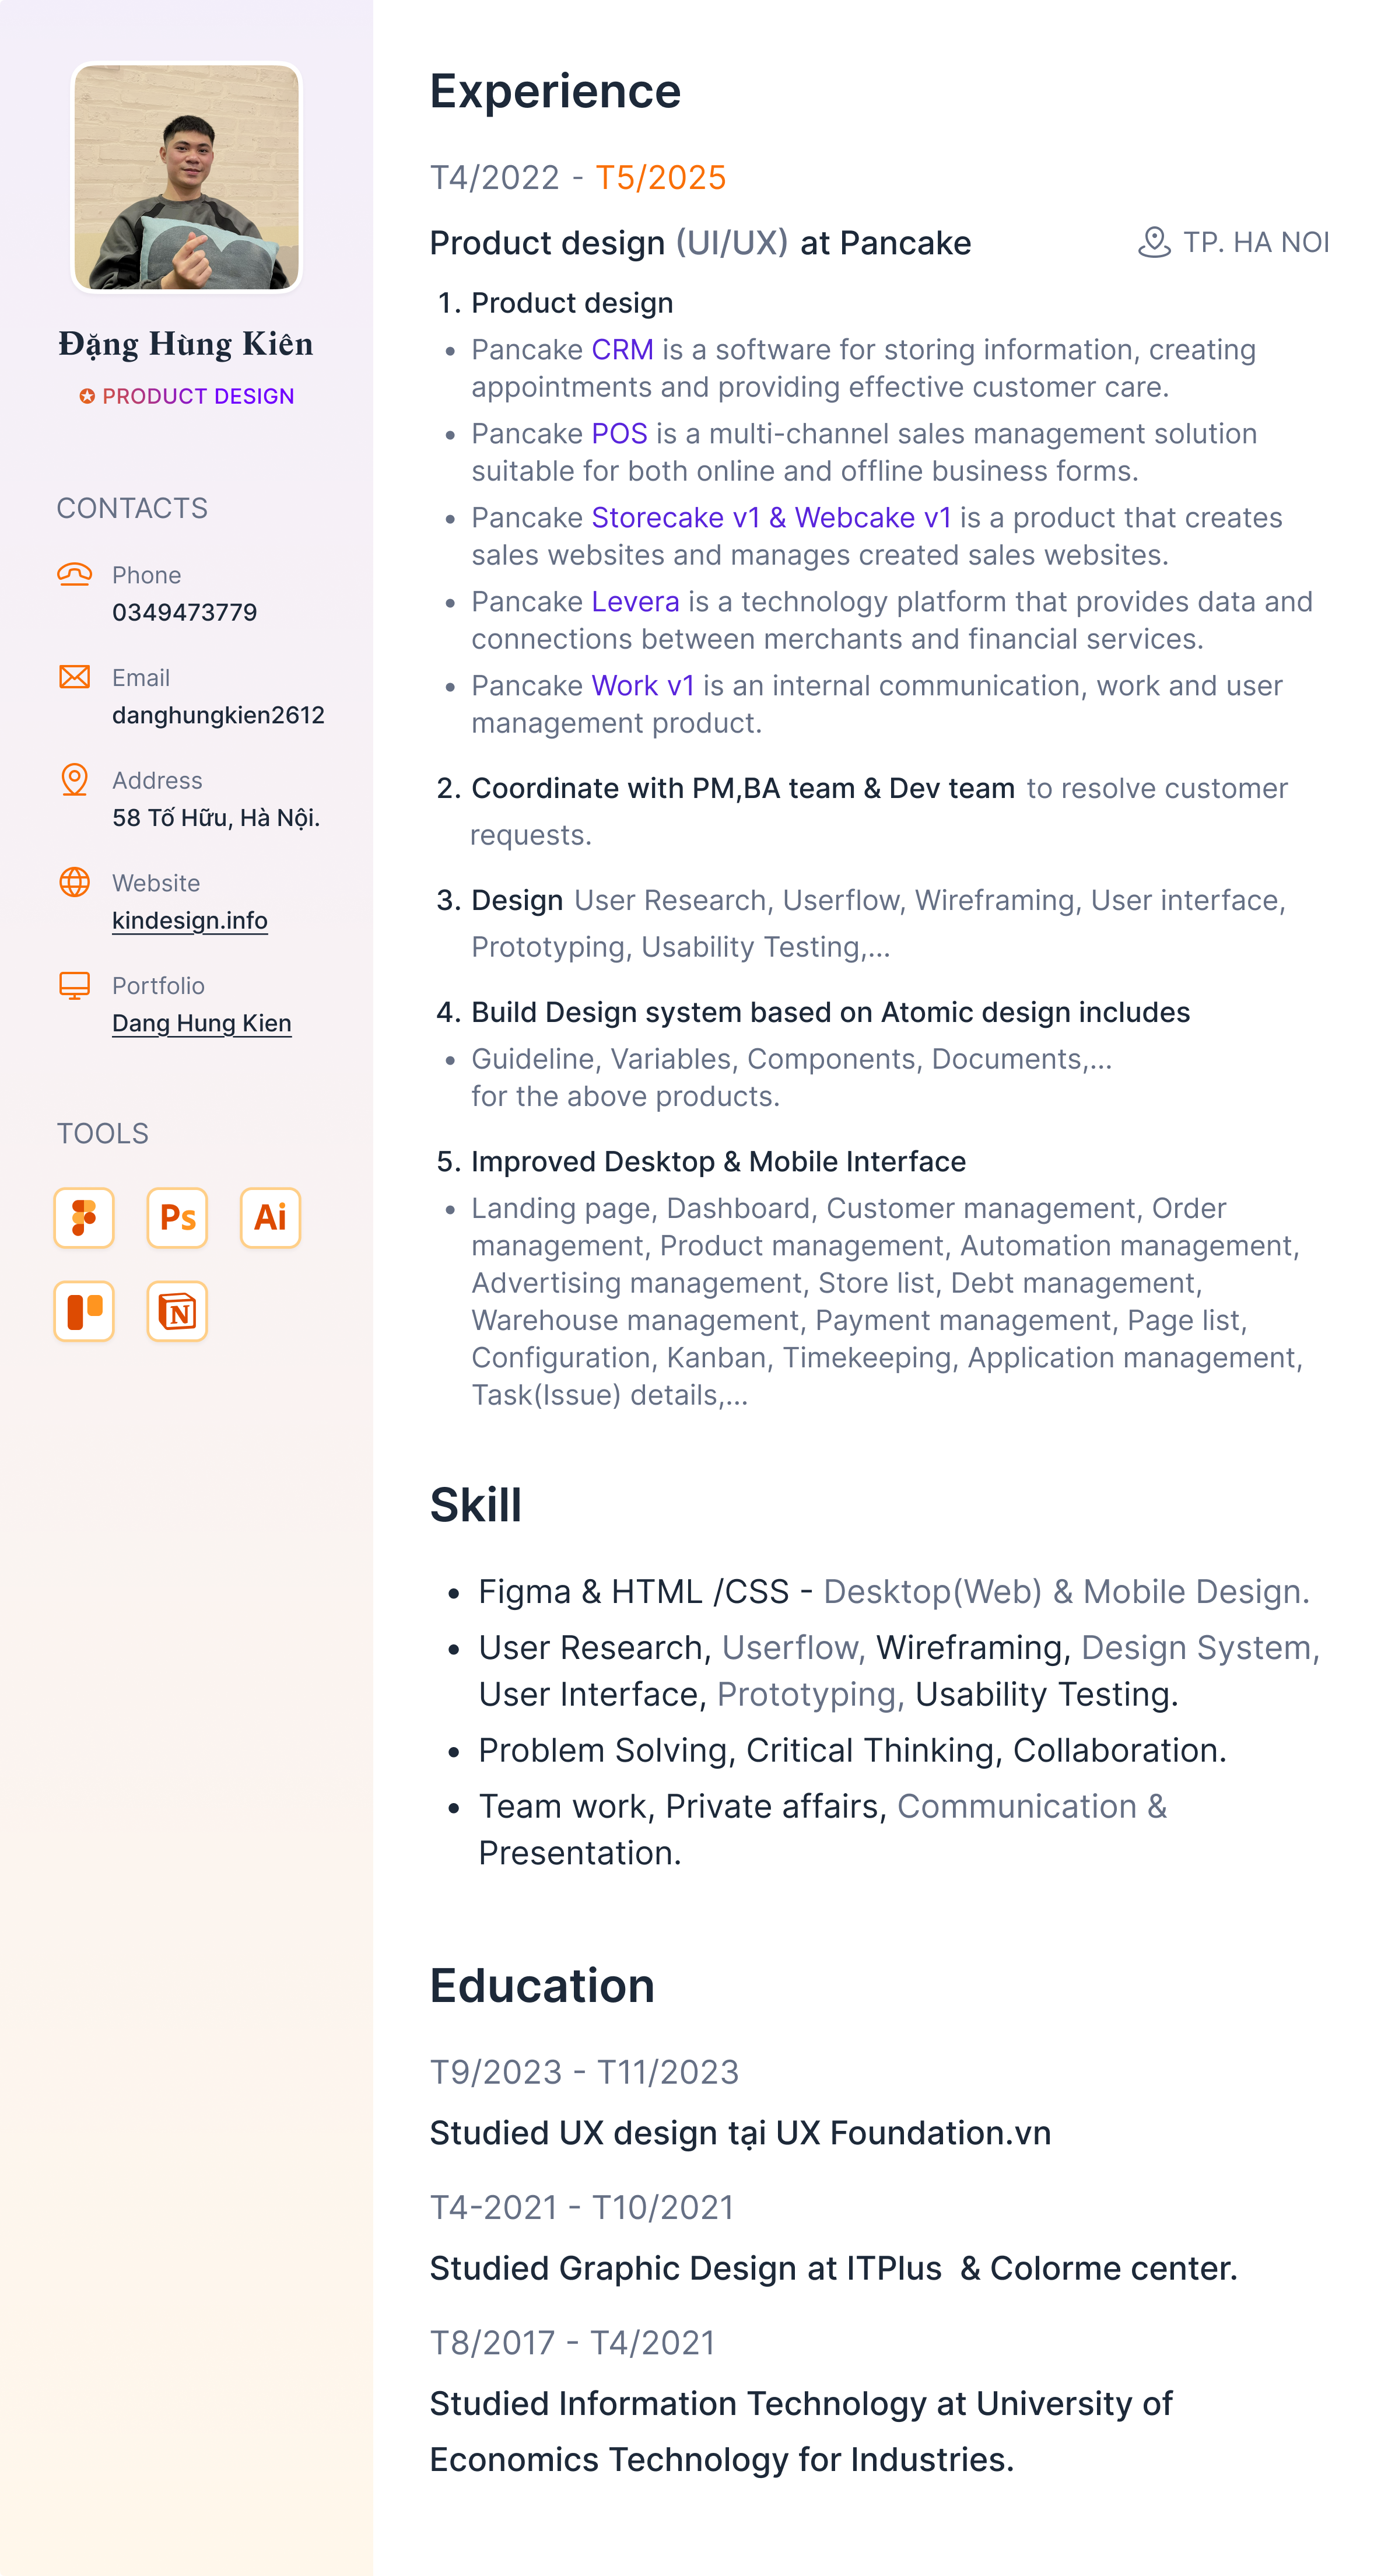 Đặng Hùng Kiên
PRODUCT DESIGN
CONTACTS
Phone
0349473779
Email
danghungkien2612
Address
58 Tố Hữu, Hà Nội.
Website
kindesign.info
Portfolio
Dang Hung Kien
TOOLS
Ps
Ai
N
Experience
T4/2022 - T5/2025
Product design (UI/UX) at Pancake
TP. HA NOI
1. Product design
• Pancake CRM is a software for storing information, creating
appointments and providing effective customer care.
• Pancake POS is a multi-channel sales management solution
suitable for both online and offline business forms.
• Pancake Storecake v1 & Webcake v1 is a product that creates
sales websites and manages created sales websites.
• Pancake Levera is a technology platform that provides data and
connections between merchants and financial services.
• Pancake Work v1 is an internal communication, work and user
management product.
2. Coordinate with PM,BA team & Dev team to resolve customer
requests.
3. Design User Research, Userflow, Wireframing, User interface,
Prototyping, Usability Testing,...
4. Build Design system based on Atomic design includes
• Guideline, Variables, Components, Documents,...
for the above products.
5. Improved Desktop & Mobile Interface
• Landing page, Dashboard, Customer management, Order
management, Product management, Automation management,
Advertising management, Store list, Debt management,
Warehouse management, Payment management, Page list,
Configuration, Kanban, Timekeeping, Application management,
Task(Issue) details,...
Skill
• Figma & HTML /CSS - Desktop(Web) & Mobile Design.
• User Research, Userflow, Wireframing, Design System,
User Interface, Prototyping, Usability Testing.
• Problem Solving, Critical Thinking, Collaboration.
• Team work, Private affairs, Communication &
Presentation.
Education
T9/2023 - T11/2023
Studied UX design tại UX Foundation.vn
T4-2021 - T10/2021
Studied Graphic Design at ITPlus & Colorme center.
T8/2017 - T4/2021
Studied Information Technology at University of
Economics Technology for Industries.